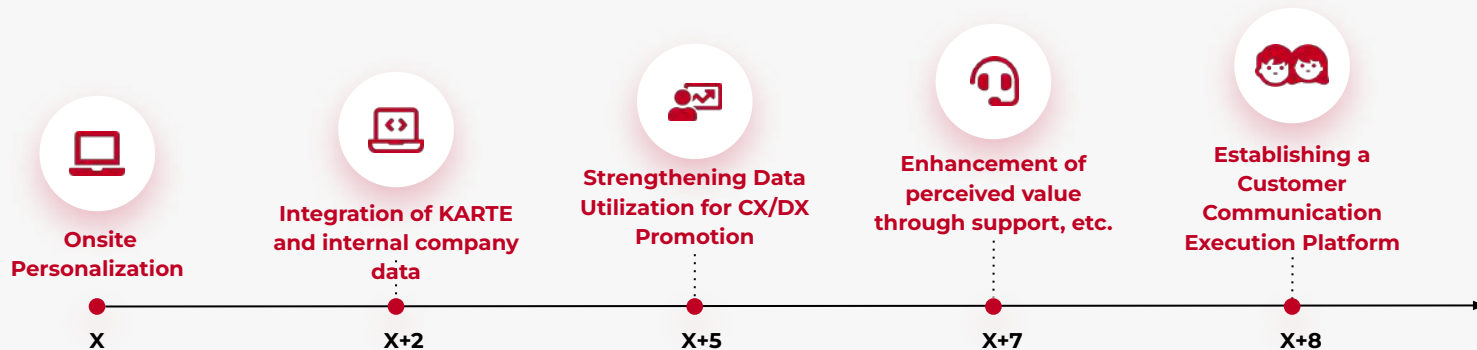 Onsite
Personalization
Integration of KARTE
and internal company
data
Strengthening Data
Utilization for CX/DX
Promotion
Enhancement of
perceived value
through support, etc.
Establishing a
Customer
Communication
Execution Platform
X
X+2
X+5
X+7
X+8